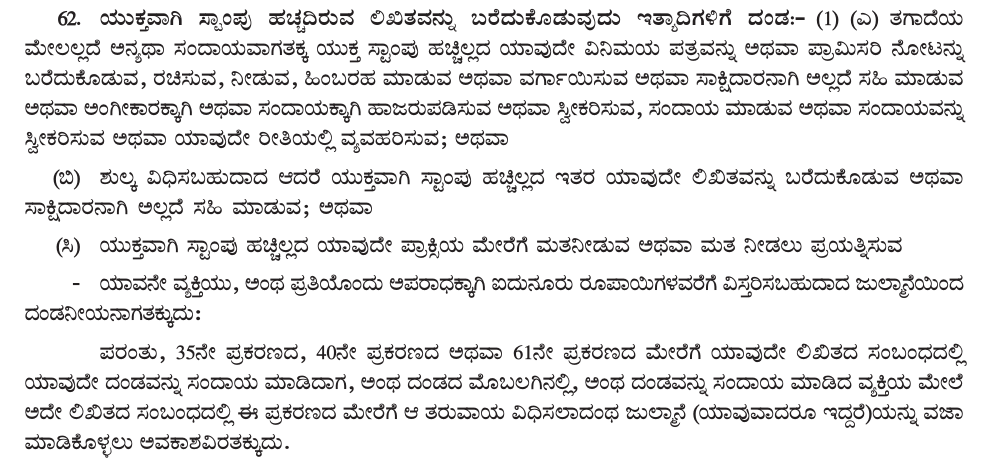 62. ಯುಕ್ತವಾಗಿ ಸ್ಟಾಂಪು ಹಚ್ಚದಿರುವ ಲಿಖಿತವನ್ನು ಬರೆದುಕೊಡುವುದು ಇತ್ಯಾದಿಗಳಿಗೆ ದಂಡ:- (1) (ಎ) ತಗಾದೆಯ
ಮೇಲಲ್ಲದೆ ಅನ್ಯಥಾ ಸಂದಾಯವಾಗತಕ್ಕ ಯುಕ್ತ ಸ್ಟಾಂಪು ಹಚ್ಚಿಲ್ಲದ ಯಾವುದೇ ವಿನಿಮಯ ಪತ್ರವನ್ನು ಅಥವಾ ಪ್ರಾಮಿಸರಿ ನೋಟನ್ನು
ಬರೆದುಕೊಡುವ, ರಚಿಸುವ, ನೀಡುವ, ಹಿಂಬರಹ ಮಾಡುವ ಅಥವಾ ವರ್ಗಾಯಿಸುವ ಅಥವಾ ಸಾಕ್ಷಿದಾರನಾಗಿ ಅಲ್ಲದೆ ಸಹಿ ಮಾಡುವ
ಅಥವಾ ಅಂಗೀಕಾರಕ್ಕಾಗಿ ಅಥವಾ ಸಂದಾಯಕ್ಕಾಗಿ ಹಾಜರುಪಡಿಸುವ ಅಥವಾ ಸ್ವೀಕರಿಸುವ, ಸಂದಾಯ ಮಾಡುವ ಅಥವಾ ಸಂದಾಯವನ್ನು
ಸ್ವೀಕರಿಸುವ ಅಥವಾ ಯಾವುದೇ ರೀತಿಯಲ್ಲಿ ವ್ಯವಹರಿಸುವ; ಅಥವಾ
(ಬಿ) ಶುಲ್ಕ ವಿಧಿಸಬಹುದಾದ ಆದರೆ ಯುಕ್ತವಾಗಿ ಸ್ಟಾಂಪು ಹಚ್ಚಿಲ್ಲದ ಇತರ ಯಾವುದೇ ಲಿಖಿತವನ್ನು ಬರೆದುಕೊಡುವ ಅಥವಾ
ಸಾಕ್ಷಿದಾರನಾಗಿ ಅಲ್ಲದೆ ಸಹಿ ಮಾಡುವ; ಅಥವಾ
(ಸಿ) ಯುಕ್ತವಾಗಿ ಸ್ಟಾಂಪು ಹಚ್ಚಿಲ್ಲದ ಯಾವುದೇ ಪ್ರಾಕ್ಸಿಯ ಮೇರೆಗೆ ಮತನೀಡುವ ಅಥವಾ ಮತ ನೀಡಲು ಪ್ರಯತ್ನಿಸುವ
- ಯಾವನೇ ವ್ಯಕ್ತಿಯು, ಅಂಥ ಪ್ರತಿಯೊಂದು ಅಪರಾಧಕ್ಕಾಗಿ ಐದುನೂರು ರೂಪಾಯಿಗಳವರೆಗೆ ವಿಸ್ತರಿಸಬಹುದಾದ ಜುಲ್ಮಾನೆಯಿಂದ
ದಂಡನೀಯನಾಗತಕ್ಕುದು:
ಪರಂತು, 35ನೇ ಪ್ರಕರಣದ, 40ನೇ ಪ್ರಕರಣದ ಅಥವಾ 61ನೇ ಪ್ರಕರಣದ ಮೇರೆಗೆ ಯಾವುದೇ ಲಿಖಿತದ ಸಂಬಂಧದಲ್ಲಿ
ಯಾವುದೇ ದಂಡವನ್ನು ಸಂದಾಯ ಮಾಡಿದಾಗ, ಅಂಥ ದಂಡದ ಮೊಬಲಗಿನಲ್ಲಿ, ಅಂಥ ದಂಡವನ್ನು ಸಂದಾಯ ಮಾಡಿದ ವ್ಯಕ್ತಿಯ ಮೇಲೆ
ಅದೇ ಲಿಖಿತದ ಸಂಬಂಧದಲ್ಲಿ ಈ ಪ್ರಕರಣದ ಮೇರೆಗೆ ಆ ತರುವಾಯ ವಿಧಿಸಲಾದಂಥ ಜುಲ್ಮಾನೆ (ಯಾವುವಾದರೂ ಇದ್ದರೆ)ಯನ್ನು ವಜಾ
ಮಾಡಿಕೊಳ್ಳಲು ಅವಕಾಶವಿರತಕ್ಕುದು.